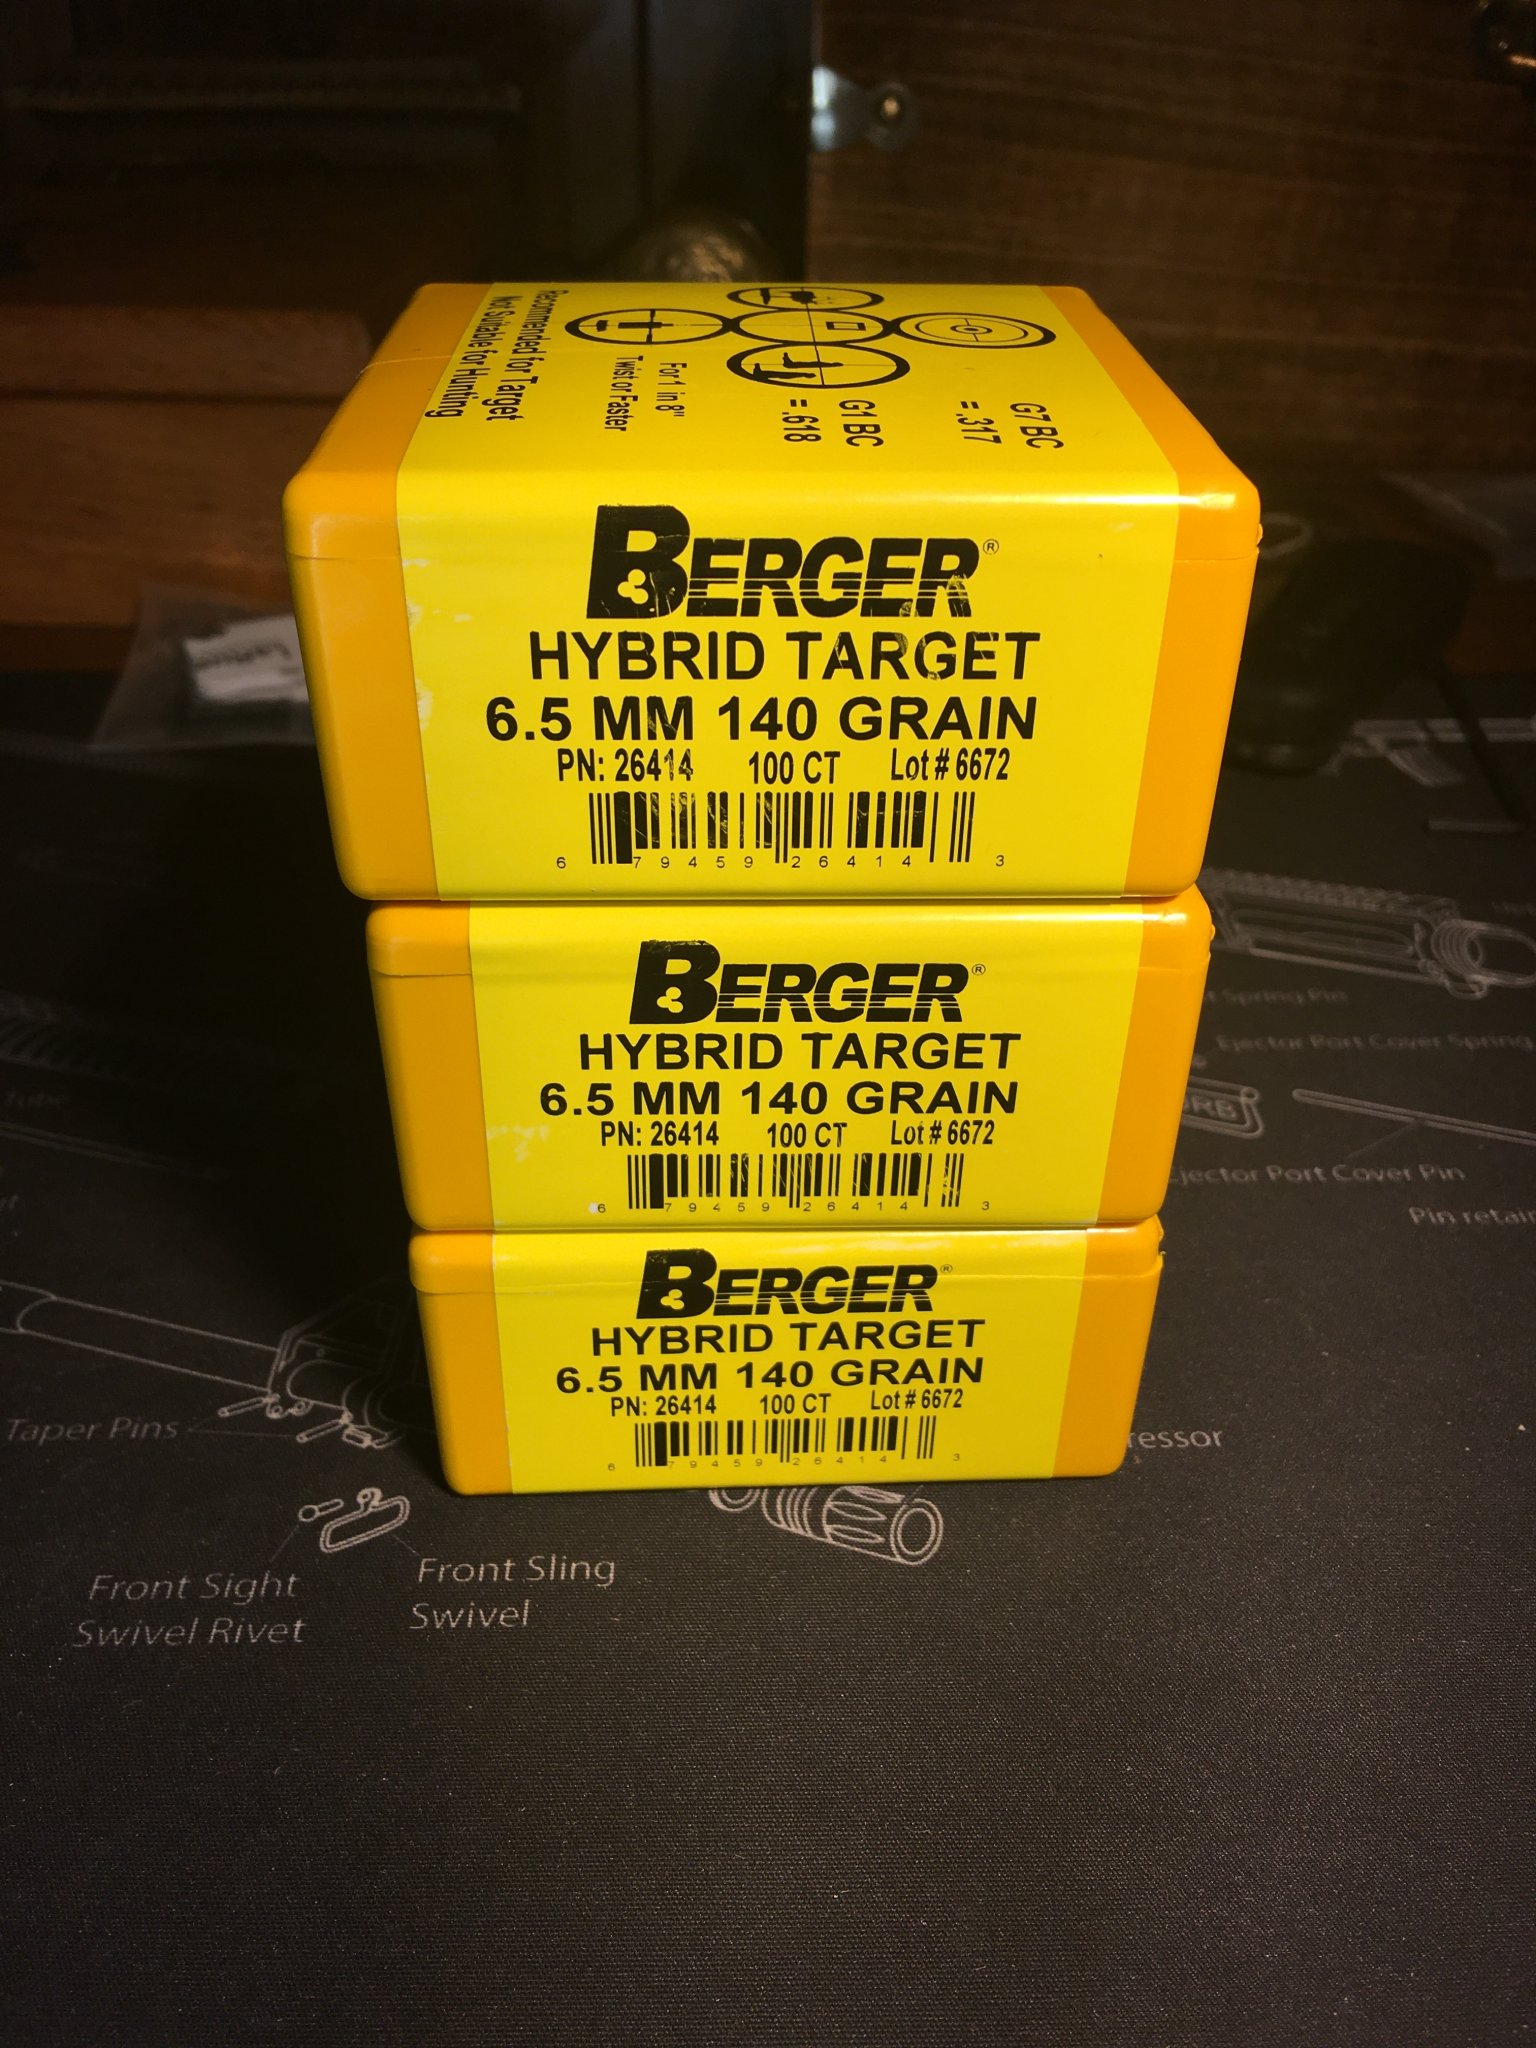 Recommended for Target
Not Suitable for Hunting
For 1 in 8"
Twist or Faster
G1 BC
= .618
G7 BC
= .317
BERGER®
HYBRID TARGET
6.5 MM 140 GRAIN
PN: 26414 100 CT Lot # 6672
6 79459 26414 3
BERGER®
HYBRID TARGET
6.5 MM 140 GRAIN
PN: 26414 100 CT Lot # 6672
6 79459 26414 3
BERGER®
HYBRID TARGET
6.5 MM 140 GRAIN
PN: 26414 100 CT Lot # 6672
6 79459 26414 3
Spring Pin
Ejector Port Cover Spring
Ejector Port Cover Pin
Pin
Taper Pins
Front Sight
Swivel Rivet
Front Sling
Swivel